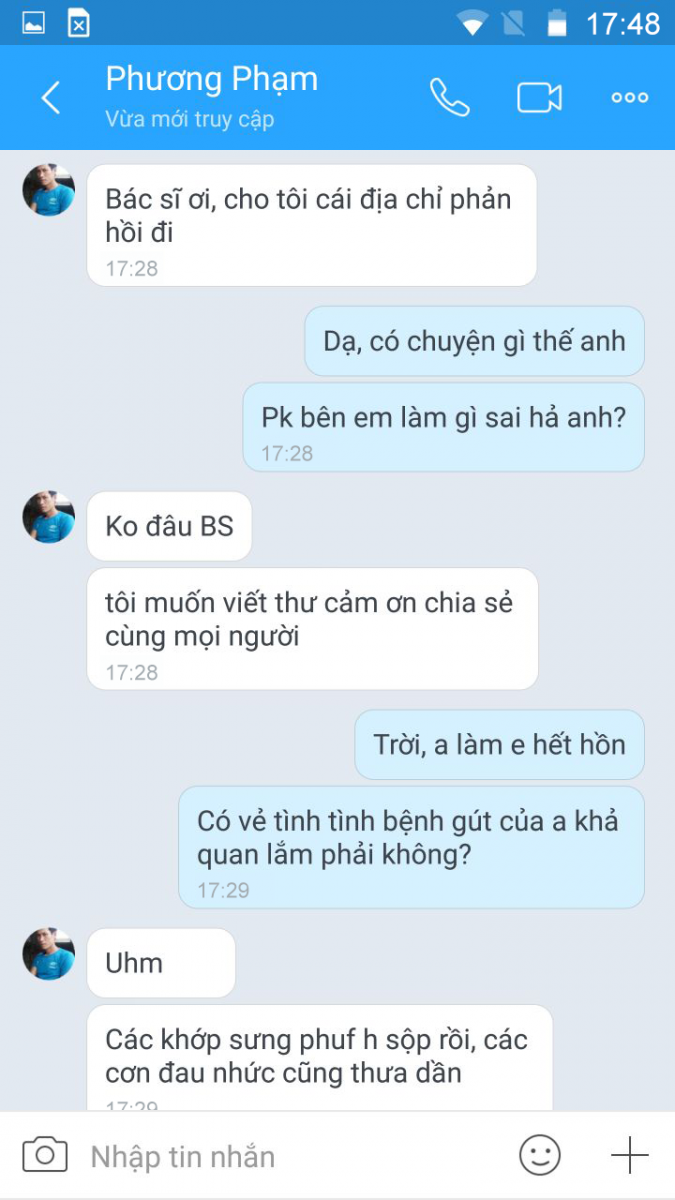 17:48
Phương Phạm
Vừa mới truy cập
Bác sĩ ơi, cho tôi cái địa chỉ phản
hồi đi
17:28
Dạ, có chuyện gì thế anh
Pk bên em làm gì sai hả anh?
17:28
Ko đâu BS
tôi muốn viết thư cảm ơn chia sẻ
cùng mọi người
17:28
Trời, a làm e hết hồn
Có vẻ tình tình bệnh gút của a khả
quan lắm phải không?
17:29
Uhm
Các khớp sưng phuf h sộp rồi, các
cơn đau nhức cũng thưa dần
17:29
Nhập tin nhắn